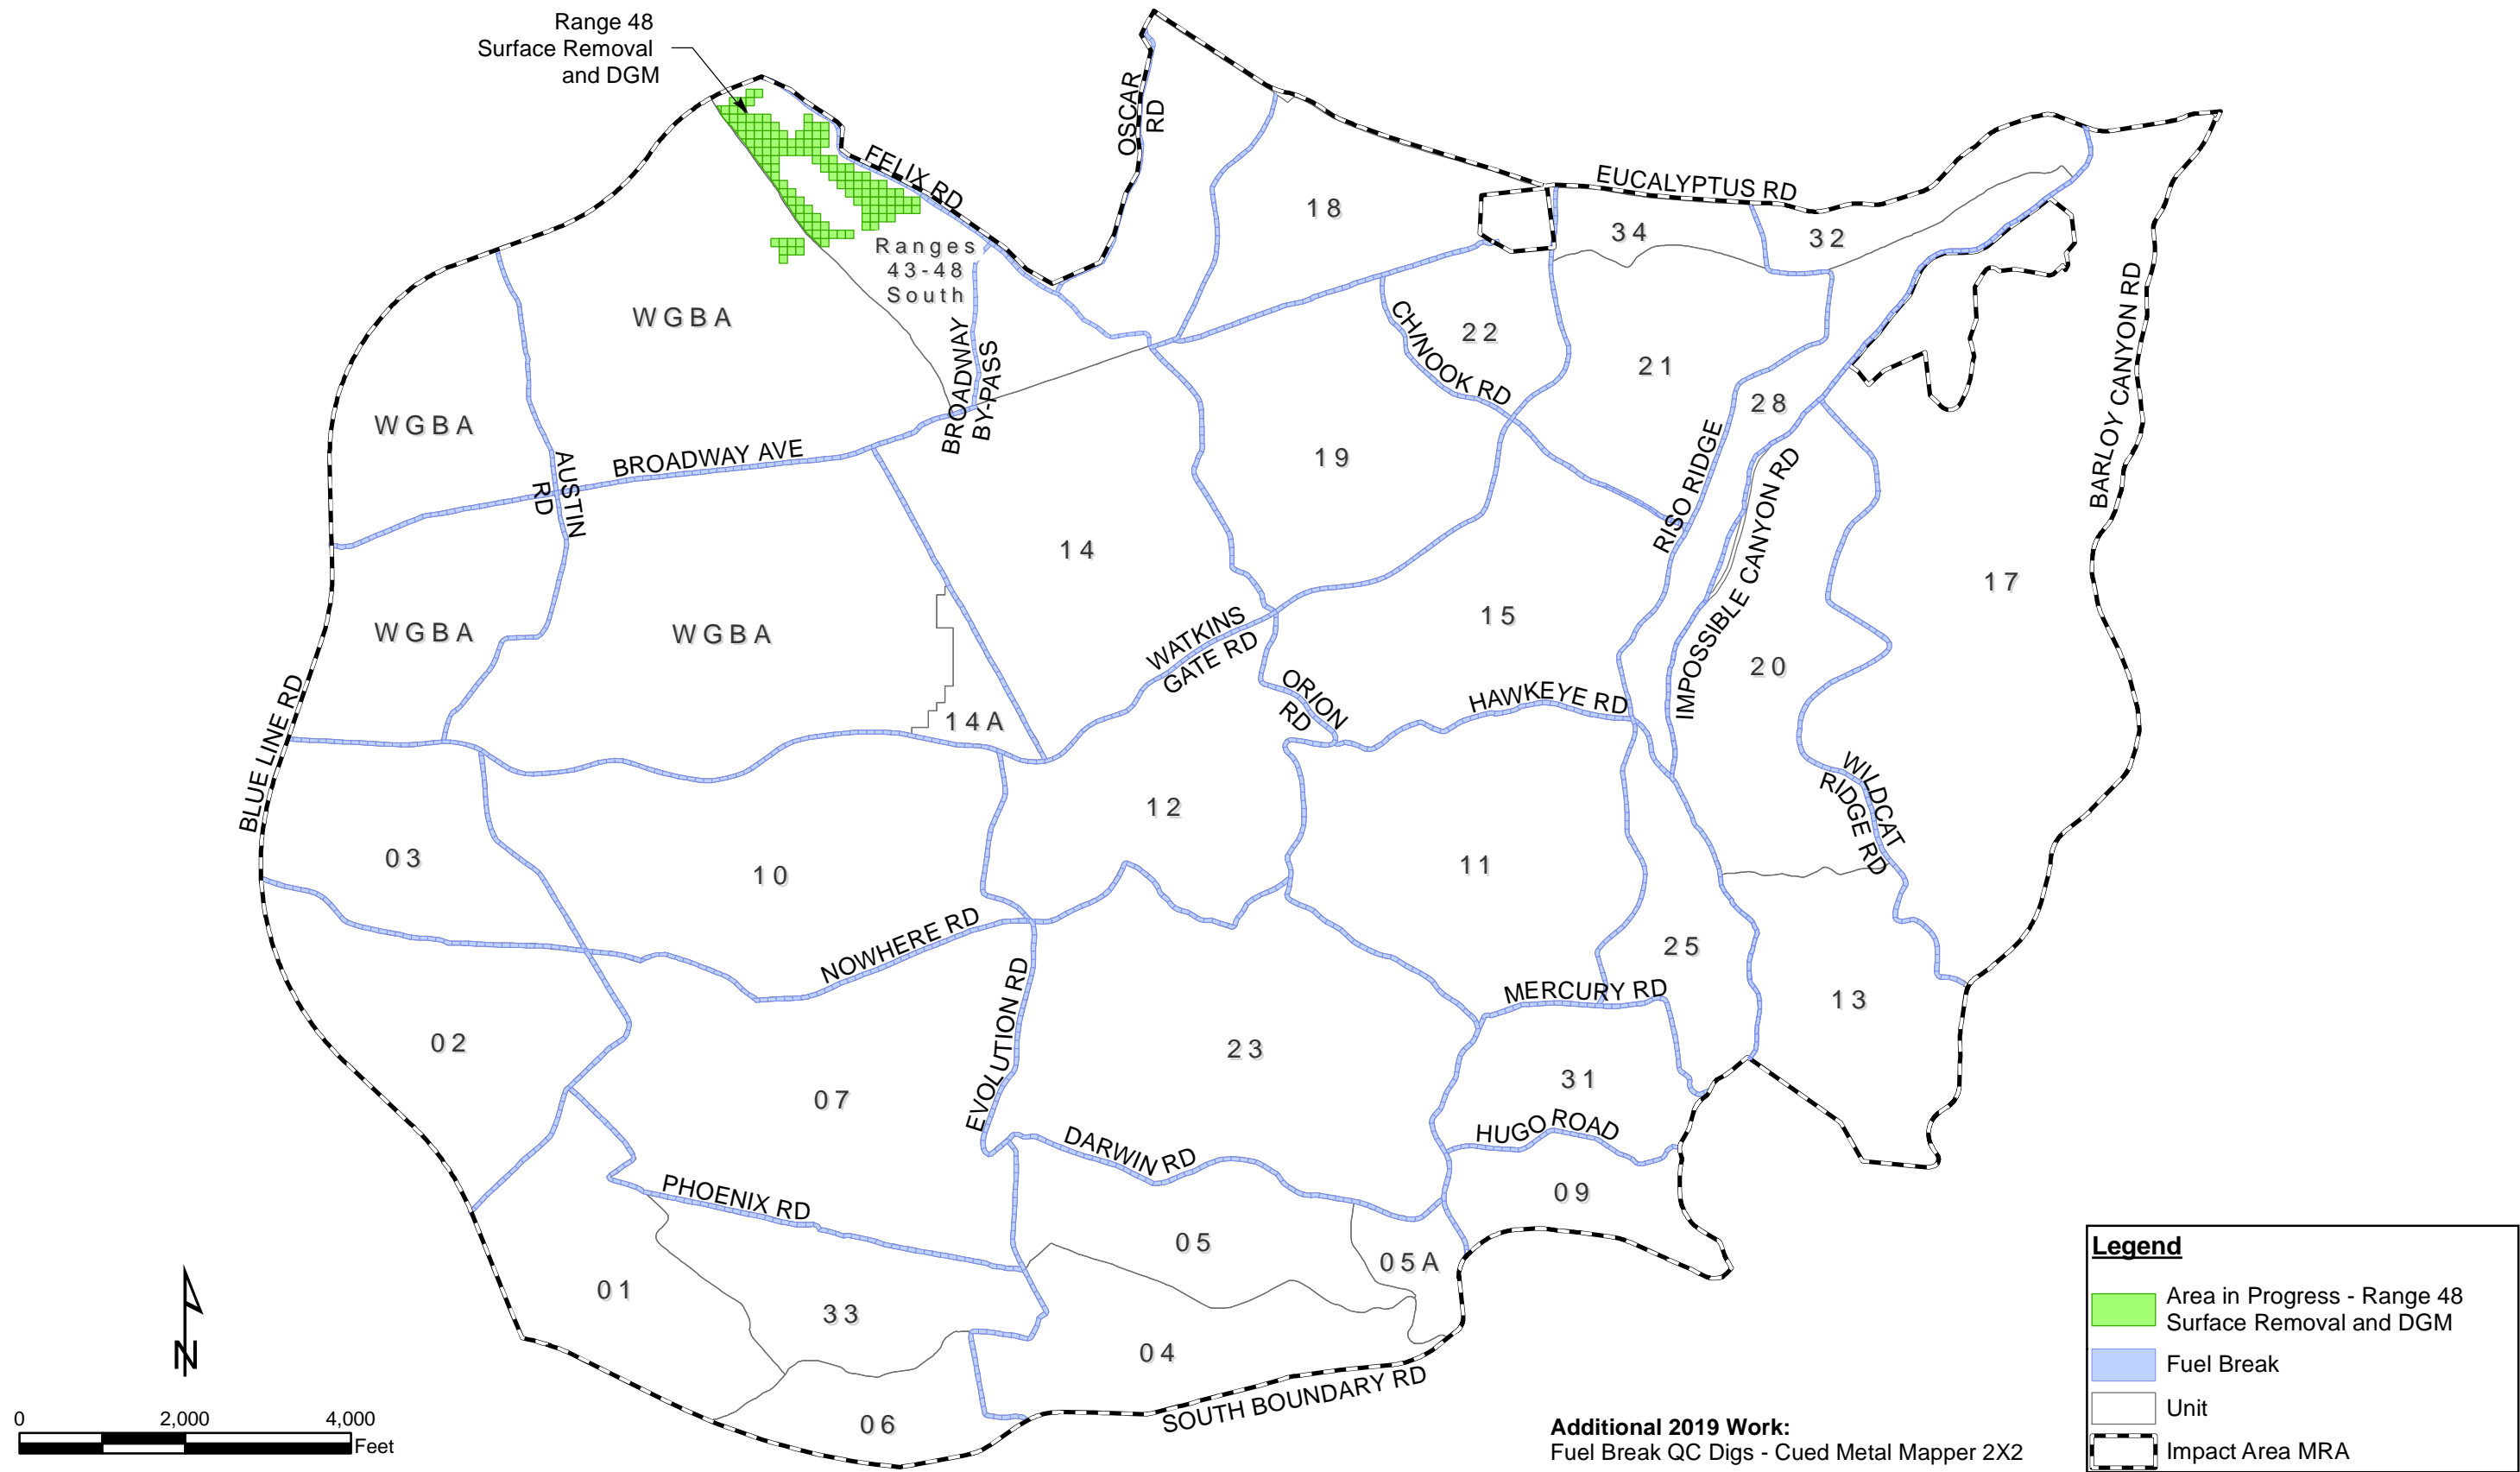 Range 48
Surface Removal
and DGM
OSCAR
RD
FELIX RD
EUCALYPTUS RD
18
34
32
Ranges
43-48
South
WGBA
BROADWAY
BY-PASS
CHINOOK RD
22
21
28
BARLOY CANYON RD
WGBA
BROADWAY AVE
AUSTIN
RD
19
RISO RIDGE
IMPOSSIBLE CANYON RD
14
17
15
WGBA
WGBA
WATKINS
GATE RD
20
ORION
RD
HAWKEYE RD
14A
BLUE LINE RD
WILDCAT
RIDGE RD
12
03
10
11
NOWHERE RD
25
EVOLUTION RD
MERCURY RD
13
02
23
31
07
HUGO ROAD
DARWIN RD
PHOENIX RD
09
05
05A
01
33
04
SOUTH BOUNDARY RD
06
N
0 2,000 4,000
Feet
Additional 2019 Work:
Fuel Break QC Digs - Cued Metal Mapper 2X2
Legend
Area in Progress - Range 48
Surface Removal and DGM
Fuel Break
Unit
Impact Area MRA